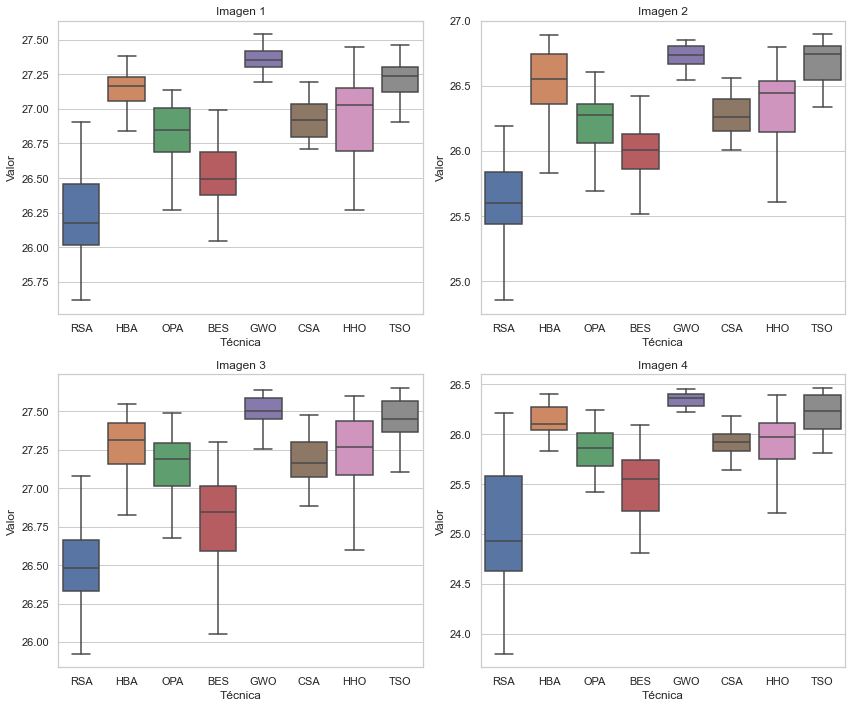 Imagen 1
27.50
27.25
27.00
26.75
26.50
26.25
26.00
25.75
Valor
RSA HBA OPA BES GWO CSA HHO TSO
Técnica
Imagen 2
27.0
26.5
26.0
25.5
25.0
Valor
RSA HBA OPA BES GWO CSA HHO TSO
Técnica
Imagen 3
27.50
27.25
27.00
26.75
26.50
26.25
26.00
Valor
RSA HBA OPA BES GWO CSA HHO TSO
Técnica
Imagen 4
26.5
26.0
25.5
25.0
24.5
24.0
Valor
RSA HBA OPA BES GWO CSA HHO TSO
Técnica